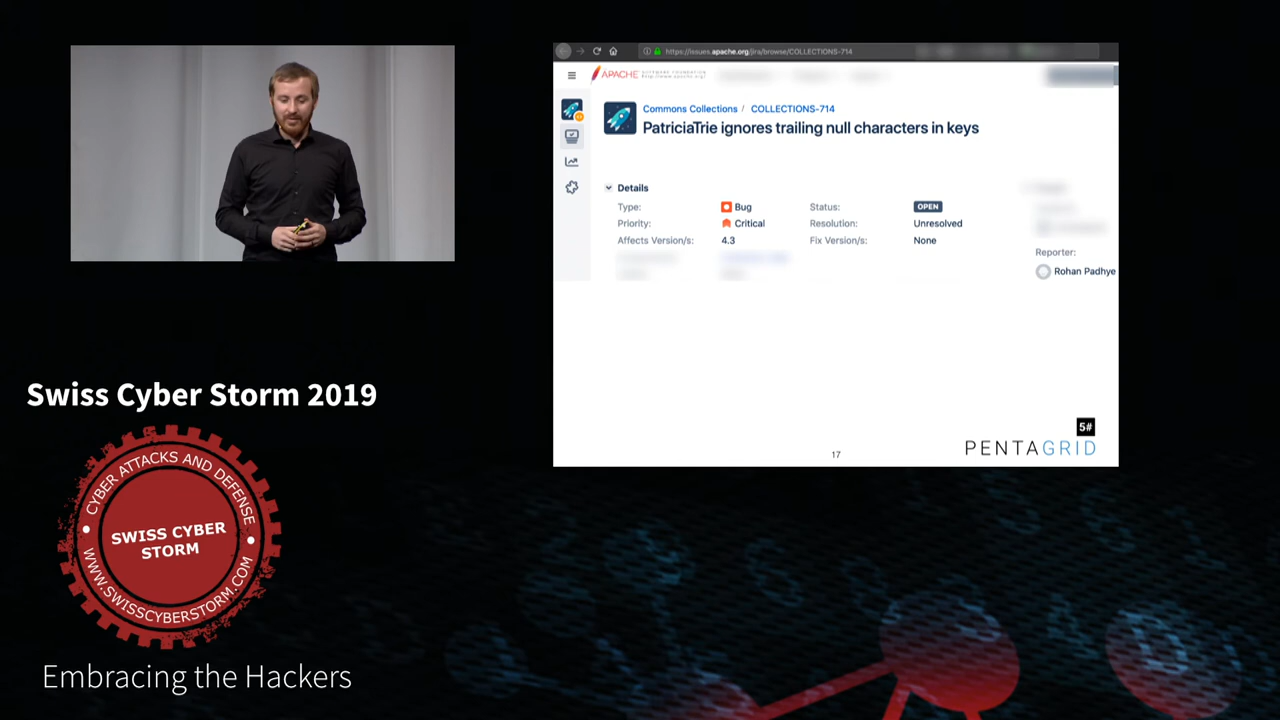 https://issues.apache.org/jira/browse/COLLECTIONS-714
APACHE
Commons Collections / COLLECTIONS-714
PatriciaTrie ignores trailing null characters in keys
Details
Type: Bug Status: OPEN
Priority: Critical Resolution: Unresolved
Affects Version/s: 4.3 Fix Version/s: None
Reporter:
Rohan Padhye
5#
PENTAGRID
17
Swiss Cyber Storm 2019
CYBER ATTACKS AND DEFENSE
SWISS CYBER
STORM
WWW.SWISSCYBERSTORM.COM
Embracing the Hackers